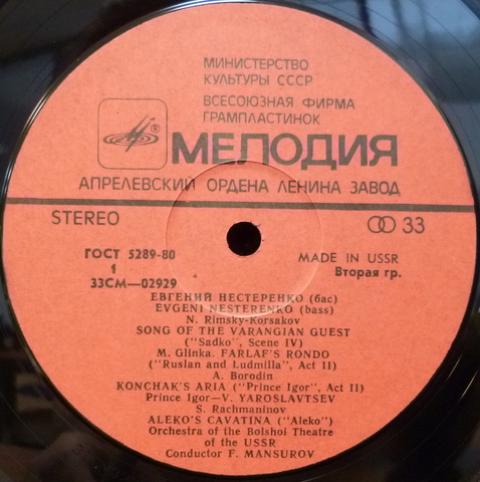 МИНИСТЕРСТВО
КУЛЬТУРЫ СССР
ВСЕСОЮЗНАЯ ФИРМА
ГРАМПЛАСТИНОК
МЕЛОДИЯ
АПРЕЛЕВСКИЙ ОРДЕНА ЛЕНИНА ЗАВОД
STEREO 33
ГОСТ 5289-80 MADE IN USSR
1 Вторая гр.
33СМ—02929
ЕВГЕНИЙ НЕСТЕРЕНКО (бас)
EVGENI NESTERENKO (bass)
N. Rimsky-Korsakov
SONG OF THE VARANGIAN GUEST
("Sadko", Scene IV)
M. Glinka. FARLAF'S RONDO
("Ruslan and Ludmilla", Act II)
A. Borodin
KONCHAK'S ARIA ("Prince Igor", Act II)
Prince Igor—V. YAROSLAVTSEV
S. Rachmaninov
ALEKO'S CAVATINA ("Aleko")
Orchestra of the Bolshoi Theatre
of the USSR
Conductor F. MANSUROV